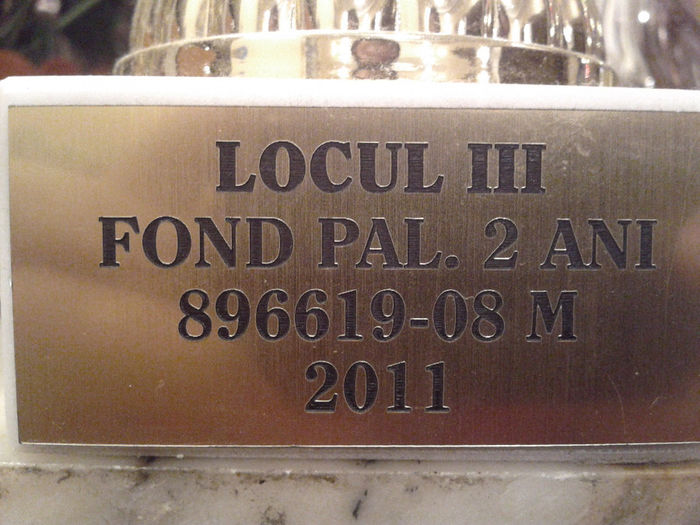 LOCUL III
FOND PAL. 2 ANI
896619-08 M
2011